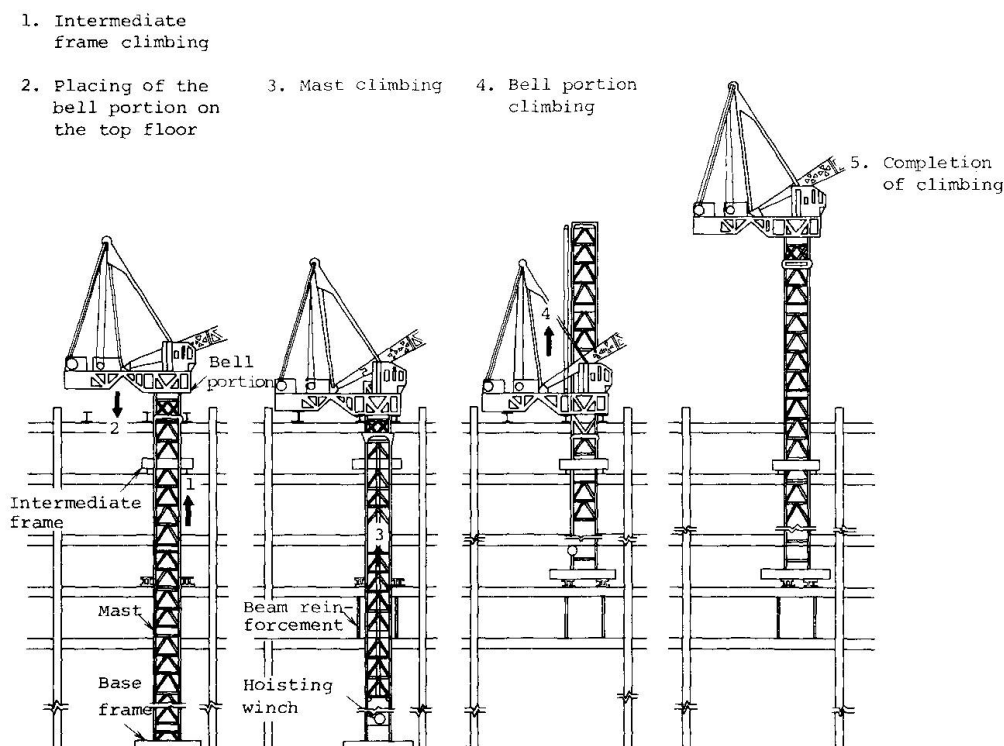 1. Intermediate
frame climbing
2. Placing of the
bell portion on
the top floor
3. Mast climbing
4. Bell portion
climbing
5. Completion
of climbing
Bell
portion
2
Intermediate
frame
1
Mast
Base
frame
3
Beam rein-
forcement
Hoisting
winch
4